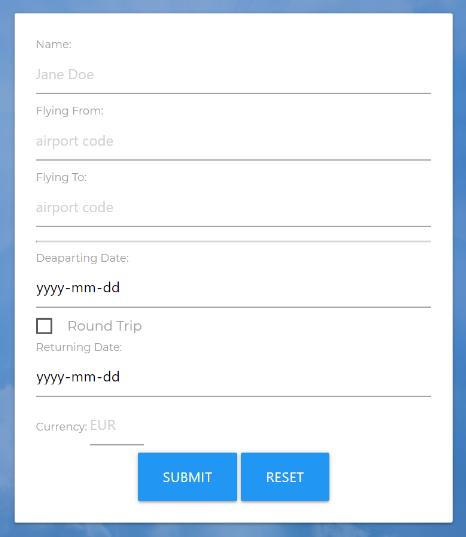 Name:
Jane Doe
Flying From:
airport code
Flying To:
airport code
Deaparting Date:
yyyy-mm-dd
Round Trip
Returning Date:
yyyy-mm-dd
Currency: EUR
SUBMIT RESET